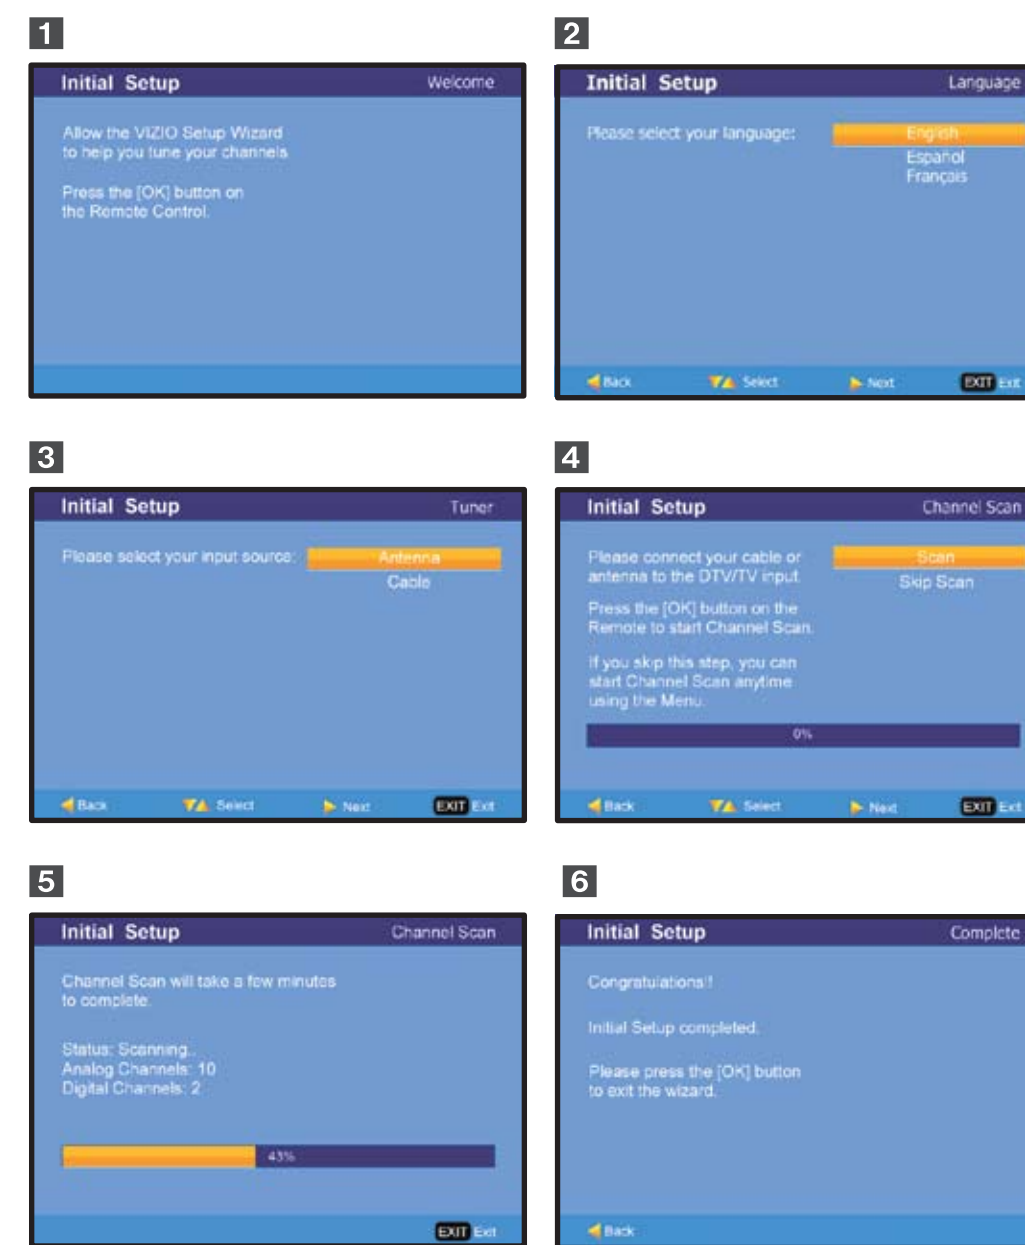 1
Initial Setup Welcome
Allow the VIZIO Setup Wizard
to help you tune your channels
Press the [OK] button on
the Remote Control.
2
Initial Setup Language
Please select your language: English
Español
Français
Back Select Next EXIT Exit
3
Initial Setup Tuner
Please select your input source: Antenna
Cable
Back Select Next EXIT Exit
4
Initial Setup Channel Scan
Please connect your cable or Scan
antenna to the DTV/TV input. Skip Scan
Press the [OK] button on the
Remote to start Channel Scan.
If you skip this step, you can
start Channel Scan anytime
using the Menu.
0%
Back Select Next EXIT Exit
5
Initial Setup Channel Scan
Channel Scan will take a few minutes
to complete.
Status: Scanning..
Analog Channels: 10
Digital Channels: 2
43%
EXIT Exit
6
Initial Setup Complete
Congratulations!!
Initial Setup completed.
Please press the [OK] button
to exit the wizard.
Back